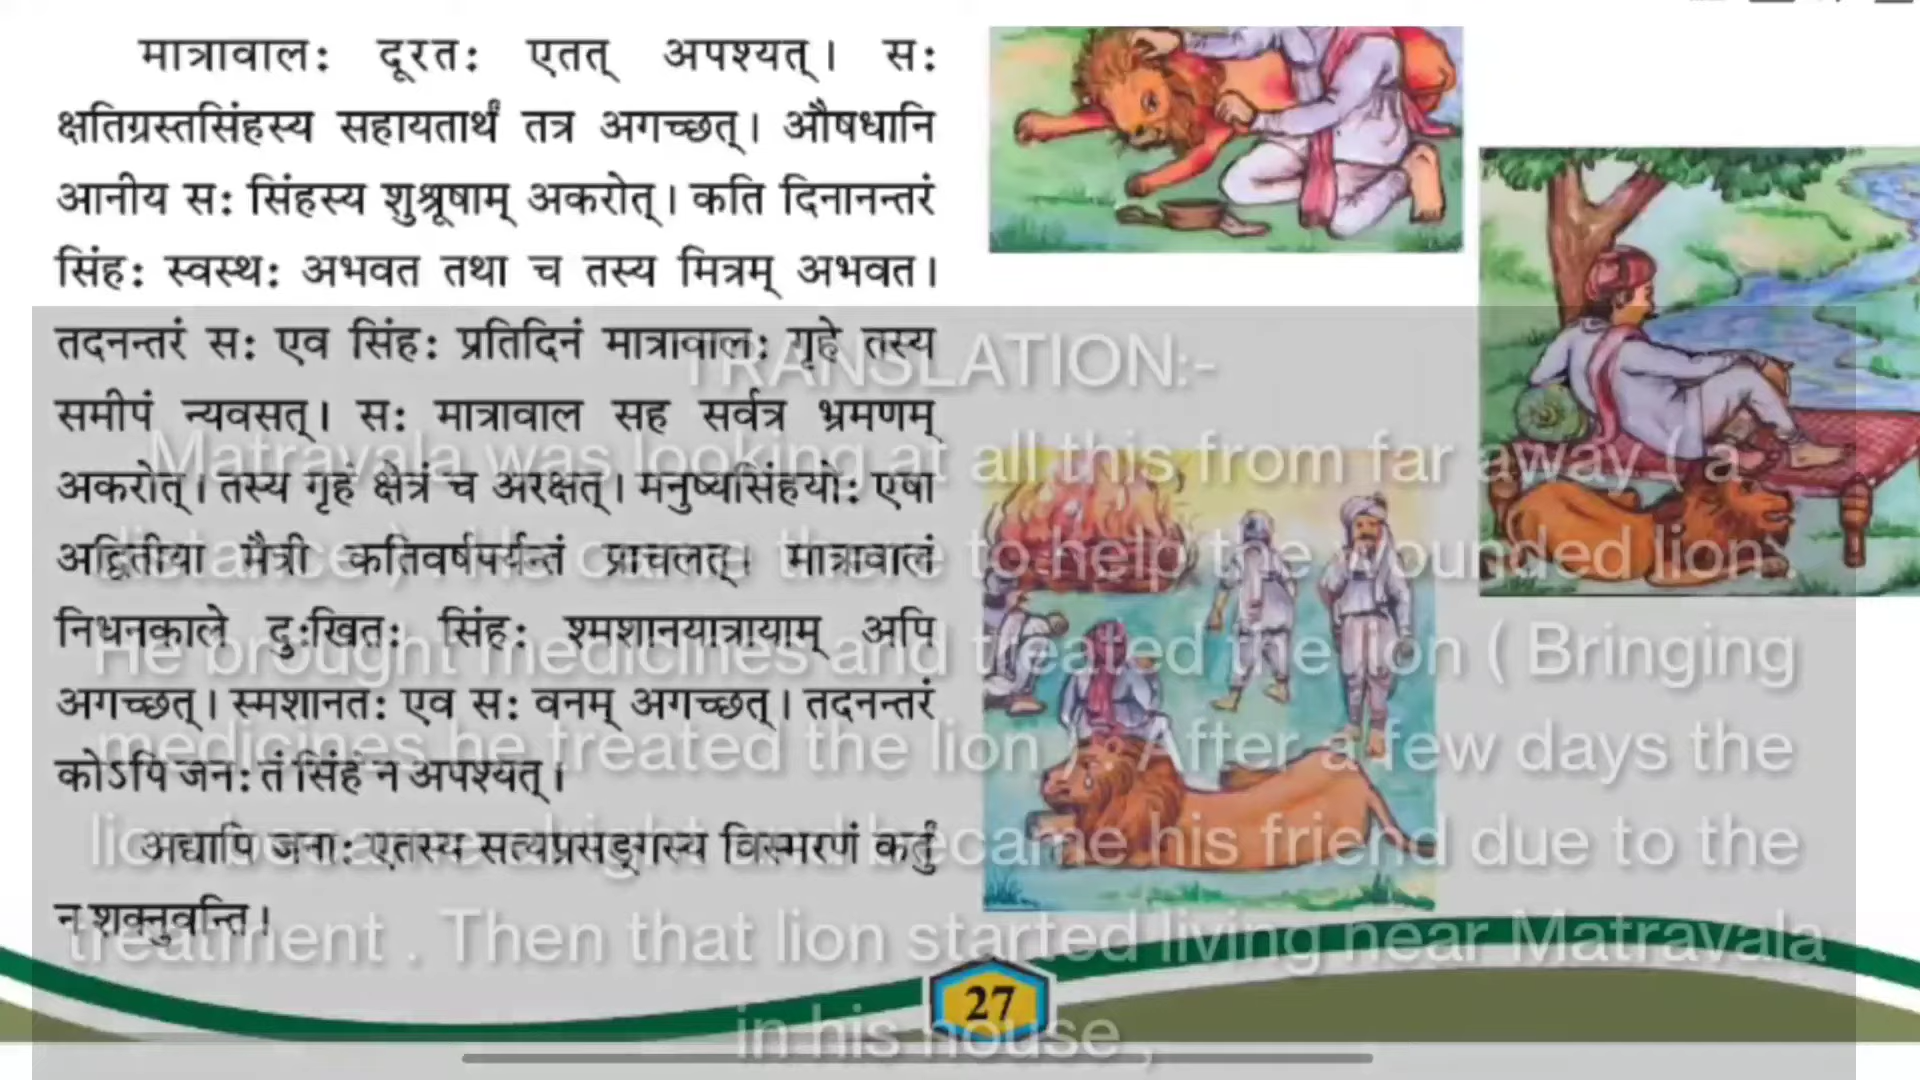 मात्रावालः दूरतः एतत् अपश्यत्। सः
क्षतिग्रस्तसिंहस्य सहायतार्थं तत्र अगच्छत्। औषधानि
आनीय सः सिंहस्य शुश्रूषाम् अकरोत्। कति दिनानन्तरं
सिंहः स्वस्थः अभवत तथा च तस्य मित्रम् अभवत।
तदनन्तरं सः एव सिंहः प्रतिदिनं मात्रावालः गृहे तस्य
समीपं न्यवसत्। सः मात्रावाल सह सर्वत्र भ्रमणम्
अकरोत्। तस्य गृहं क्षेत्रं च अरक्षत्। मनुष्यसिंहयोः एषा
अद्वितीया मैत्री कतिवर्षपर्यन्तं प्राचलत्। मात्रावालं
निधनकाले दुःखितः सिंहः श्मशानयात्रायाम् अपि
अगच्छत्। स्मशानतः एव सः वनम् अगच्छत्। तदनन्तरं
कोऽपि जनः तं सिंहं न अपश्यत्।
अद्यापि जनाः एतस्य सत्यप्रसङ्गस्य विस्मरणं कर्तुं
न शक्नुवन्ति।
27
TRANSLATION:-
Matravala was looking at all this from far away ( a
distance ) . He came there to help the wounded lion .
He brought medicines and treated the lion ( Bringing
medicines he treated the lion ) . After a few days the
lion became alright and became his friend due to the
treatment . Then that lion started living near Matravala
in his house ,